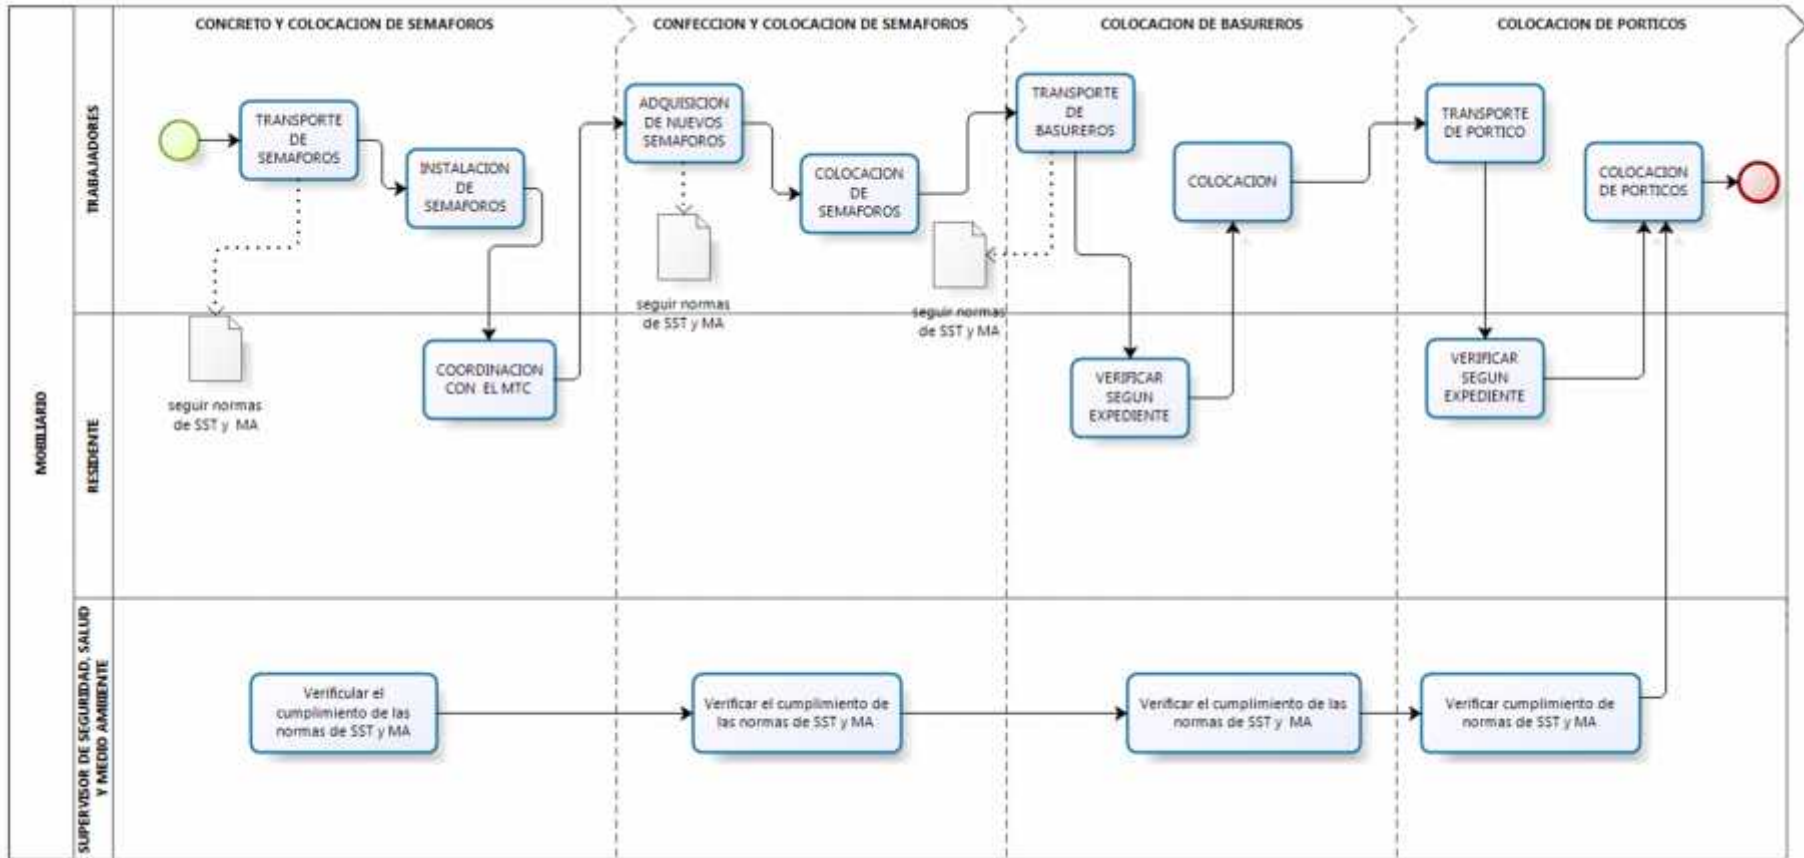 CONCRETO Y COLOCACION DE SEMAFOROS
CONFECCION Y COLOCACION DE SEMAFOROS
COLOCACION DE BASUREROS
COLOCACION DE PORTICOS
MOBILIARIO
TRABAJADORES
TRANSPORTE
DE
SEMAFOROS
INSTALACION
DE
SEMAFOROS
ADQUISICION
DE NUEVOS
SEMAFOROS
COLOCACION
DE
SEMAFOROS
TRANSPORTE
DE
BASUREROS
COLOCACION
TRANSPORTE
DE PORTICO
COLOCACION
DE PORTICOS
seguir normas
de SST y MA
seguir normas
de SST y MA
RESIDENTE
seguir normas
de SST y MA
COORDINACION
CON EL MTC
VERIFICAR
SEGUN
EXPEDIENTE
VERIFICAR
SEGUN
EXPEDIENTE
SUPERVISOR DE SEGURIDAD, SALUD
Y MEDIO AMIENTE
Verificular el
cumplimiento de las
normas de SST y MA
Verificar el cumplimiento de
las normas de SST y MA
Verificar el cumplimiento de las
normas de SST y MA
Verificar cumplimiento de
normas de SST y MA